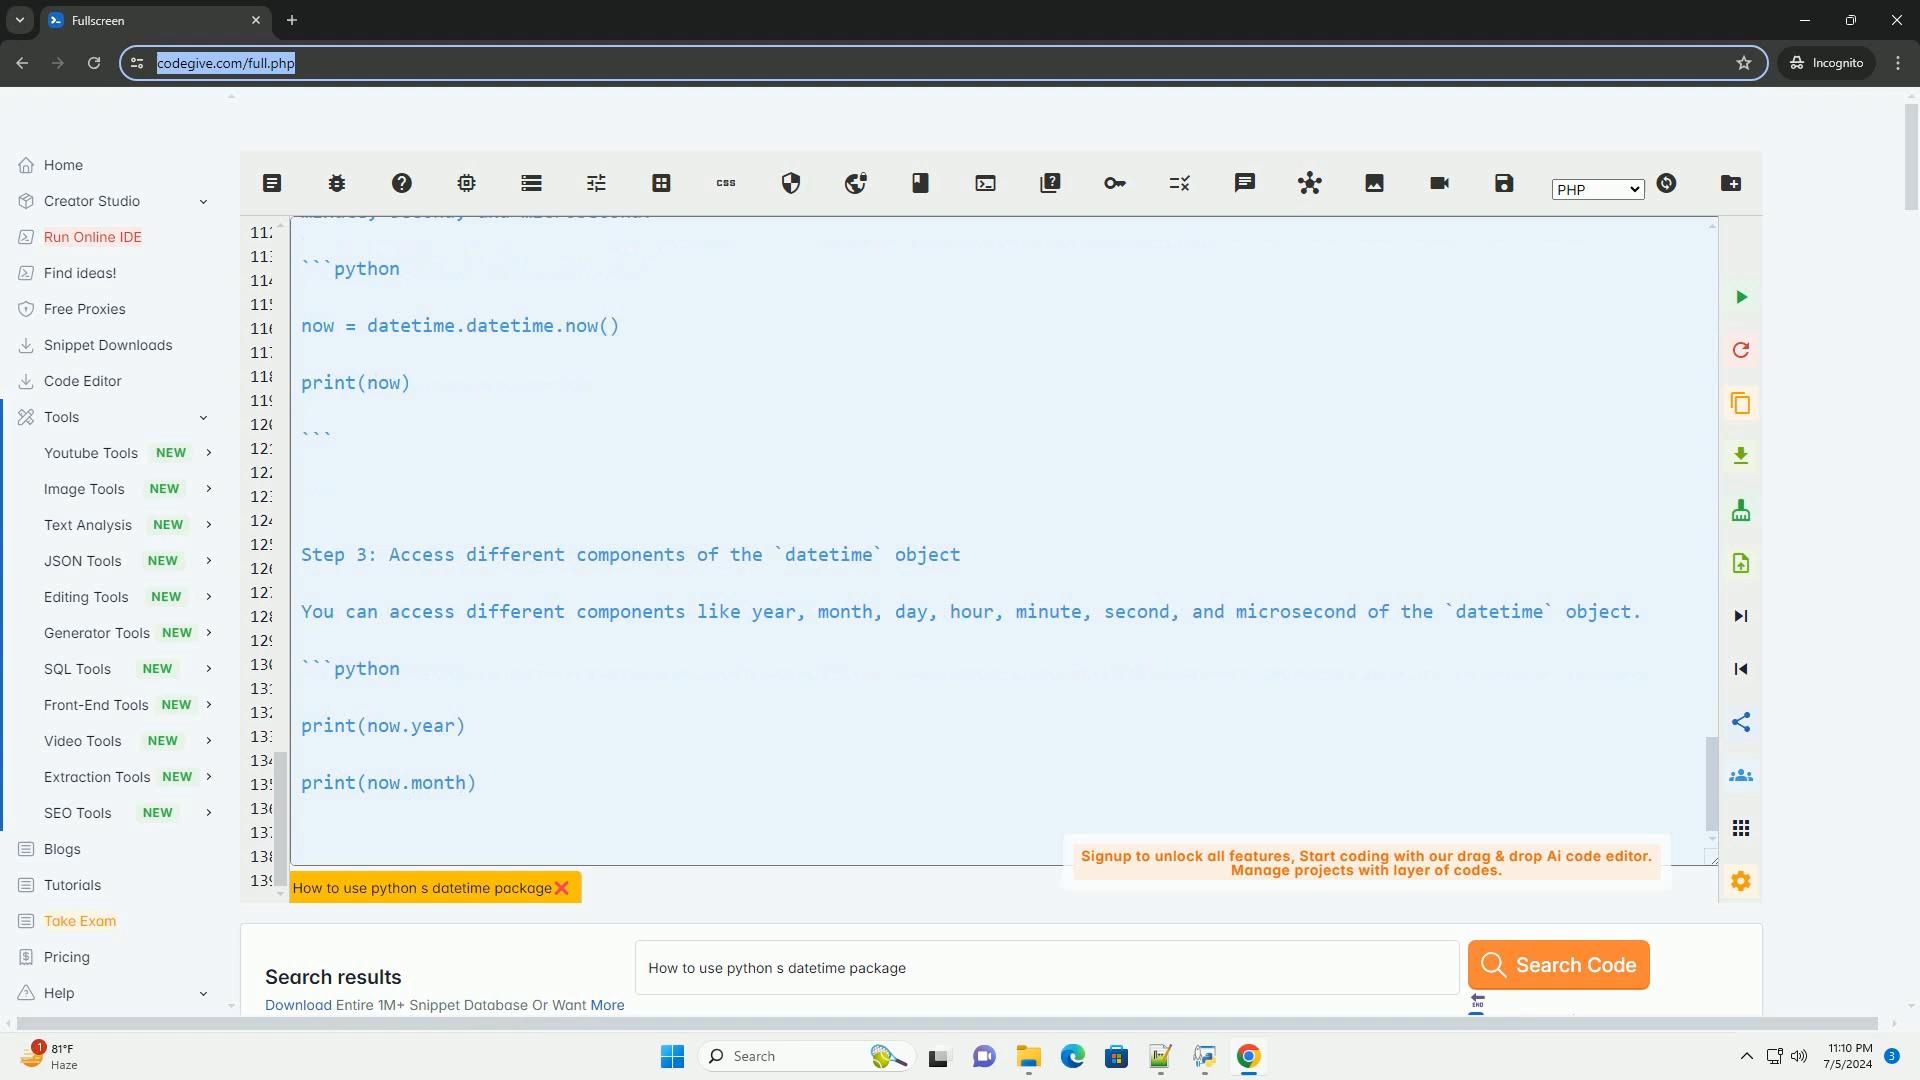 Fullscreen
codegive.com/full.php
Incognito
Home
Creator Studio
Run Online IDE
Find ideas!
Free Proxies
Snippet Downloads
Code Editor
Tools
Youtube Tools NEW
Image Tools NEW
Text Analysis NEW
JSON Tools NEW
Editing Tools NEW
Generator Tools NEW
SQL Tools NEW
Front-End Tools NEW
Video Tools NEW
Extraction Tools NEW
SEO Tools NEW
Blogs
Tutorials
Take Exam
Pricing
Help
css
PHP
```python
now = datetime.datetime.now()
print(now)
```
Step 3: Access different components of the `datetime` object
You can access different components like year, month, day, hour, minute, second, and microsecond of the `datetime` object.
```python
print(now.year)
print(now.month)
Signup to unlock all features, Start coding with our drag & drop Ai code editor.
Manage projects with layer of codes.
How to use python s datetime package
Search results
How to use python s datetime package
Search Code
Download Entire 1M+ Snippet Database Or Want More
END
1
81°F
Haze
Search
11:10 PM
7/5/2024
3